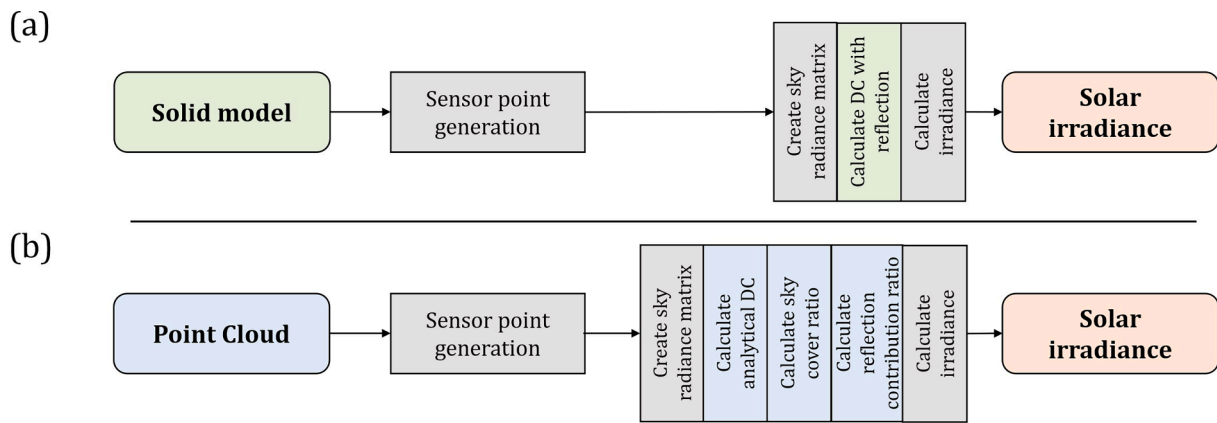 (a)
Solid model
Sensor point
generation
Create sky
radiance matrix
Calculate DC with
reflection
Calculate
irradiance
Solar
irradiance
(b)
Point Cloud
Sensor point
generation
Create sky
radiance matrix
Calculate
analytical DC
Calculate sky
cover ratio
Calculate
reflection
contribution ratio
Calculate
irradiance
Solar
irradiance